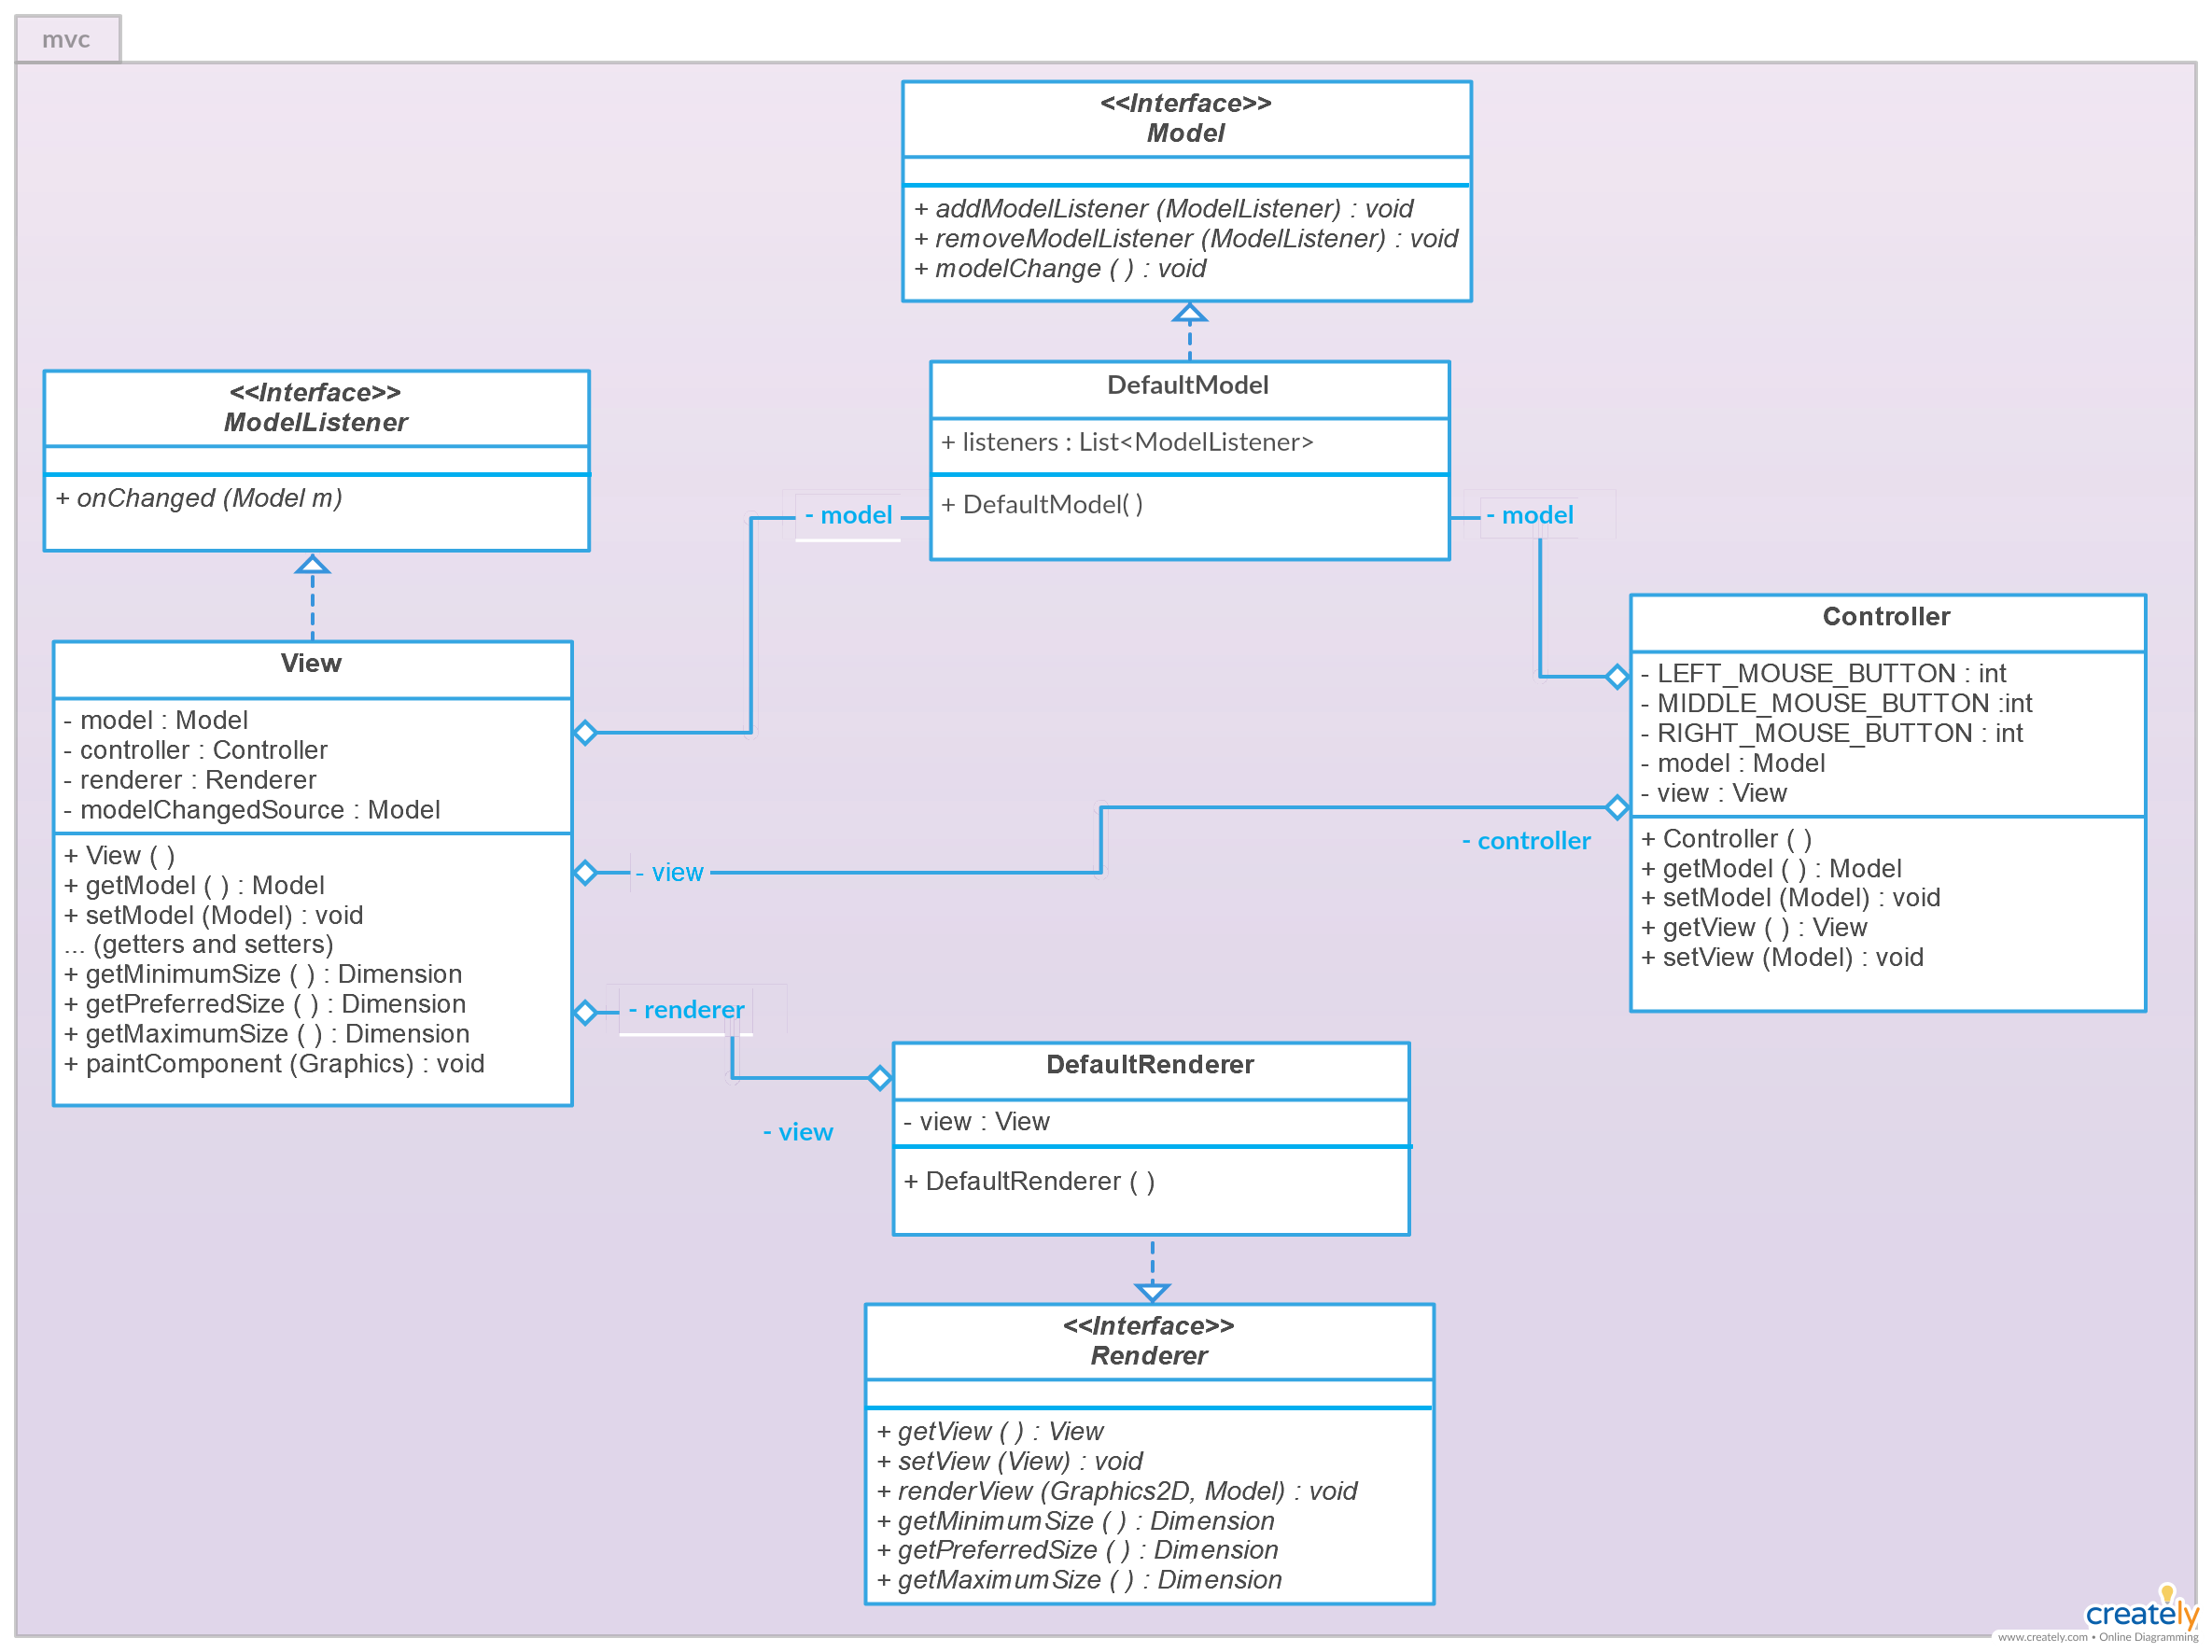 mvc
<<Interface>>
Model
+ addModelListener (ModelListener) : void
+ removeModelListener (ModelListener) : void
+ modelChange ( ) : void
<<Interface>>
ModelListener
+ onChanged (Model m)
DefaultModel
+ listeners : List<ModelListener>
+ DefaultModel( )
- model
- model
Controller
- LEFT_MOUSE_BUTTON : int
- MIDDLE_MOUSE_BUTTON :int
- RIGHT_MOUSE_BUTTON : int
- model : Model
- view : View
+ Controller ( )
+ getModel ( ) : Model
+ setModel (Model) : void
+ getView ( ) : View
+ setView (Model) : void
View
- model : Model
- controller : Controller
- renderer : Renderer
- modelChangedSource : Model
+ View ( )
+ getModel ( ) : Model
+ setModel (Model) : void
... (getters and setters)
+ getMinimumSize ( ) : Dimension
+ getPreferredSize ( ) : Dimension
+ getMaximumSize ( ) : Dimension
+ paintComponent (Graphics) : void
- controller
- view
- renderer
- view
DefaultRenderer
- view : View
+ DefaultRenderer ( )
<<Interface>>
Renderer
+ getView ( ) : View
+ setView (View) : void
+ renderView (Graphics2D, Model) : void
+ getMinimumSize ( ) : Dimension
+ getPreferredSize ( ) : Dimension
+ getMaximumSize ( ) : Dimension
creately
www.creately.com • Online Diagramming